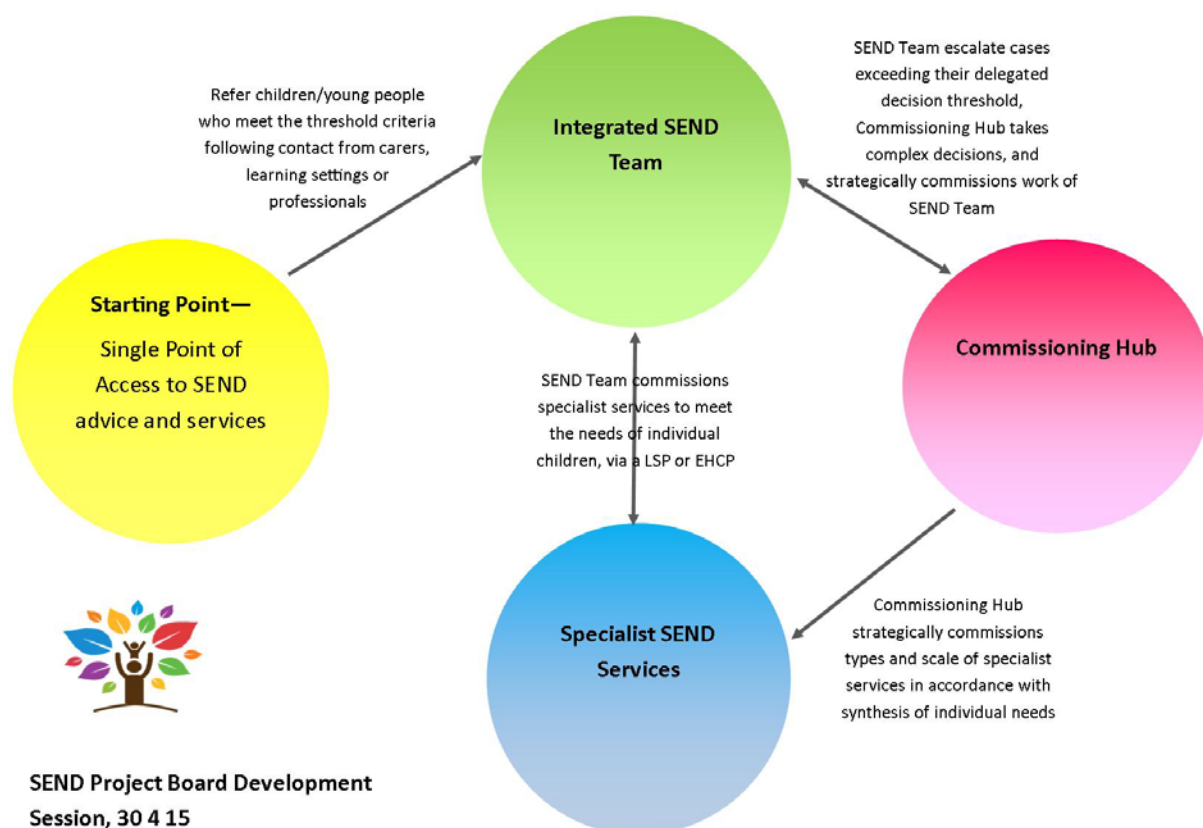 Refer children/young people
who meet the threshold criteria
following contact from carers,
learning settings or
professionals
Integrated SEND
Team
SEND Team escalate cases
exceeding their delegated
decision threshold,
Commissioning Hub takes
complex decisions, and
strategically commissions work of
SEND Team
Starting Point—
Single Point of
Access to SEND
advice and services
Commissioning Hub
SEND Team commissions
specialist services to meet
the needs of individual
children, via a LSP or EHCP
Specialist SEND
Services
Commissioning Hub
strategically commissions
types and scale of specialist
services in accordance with
synthesis of individual needs
SEND Project Board Development
Session, 30 4 15